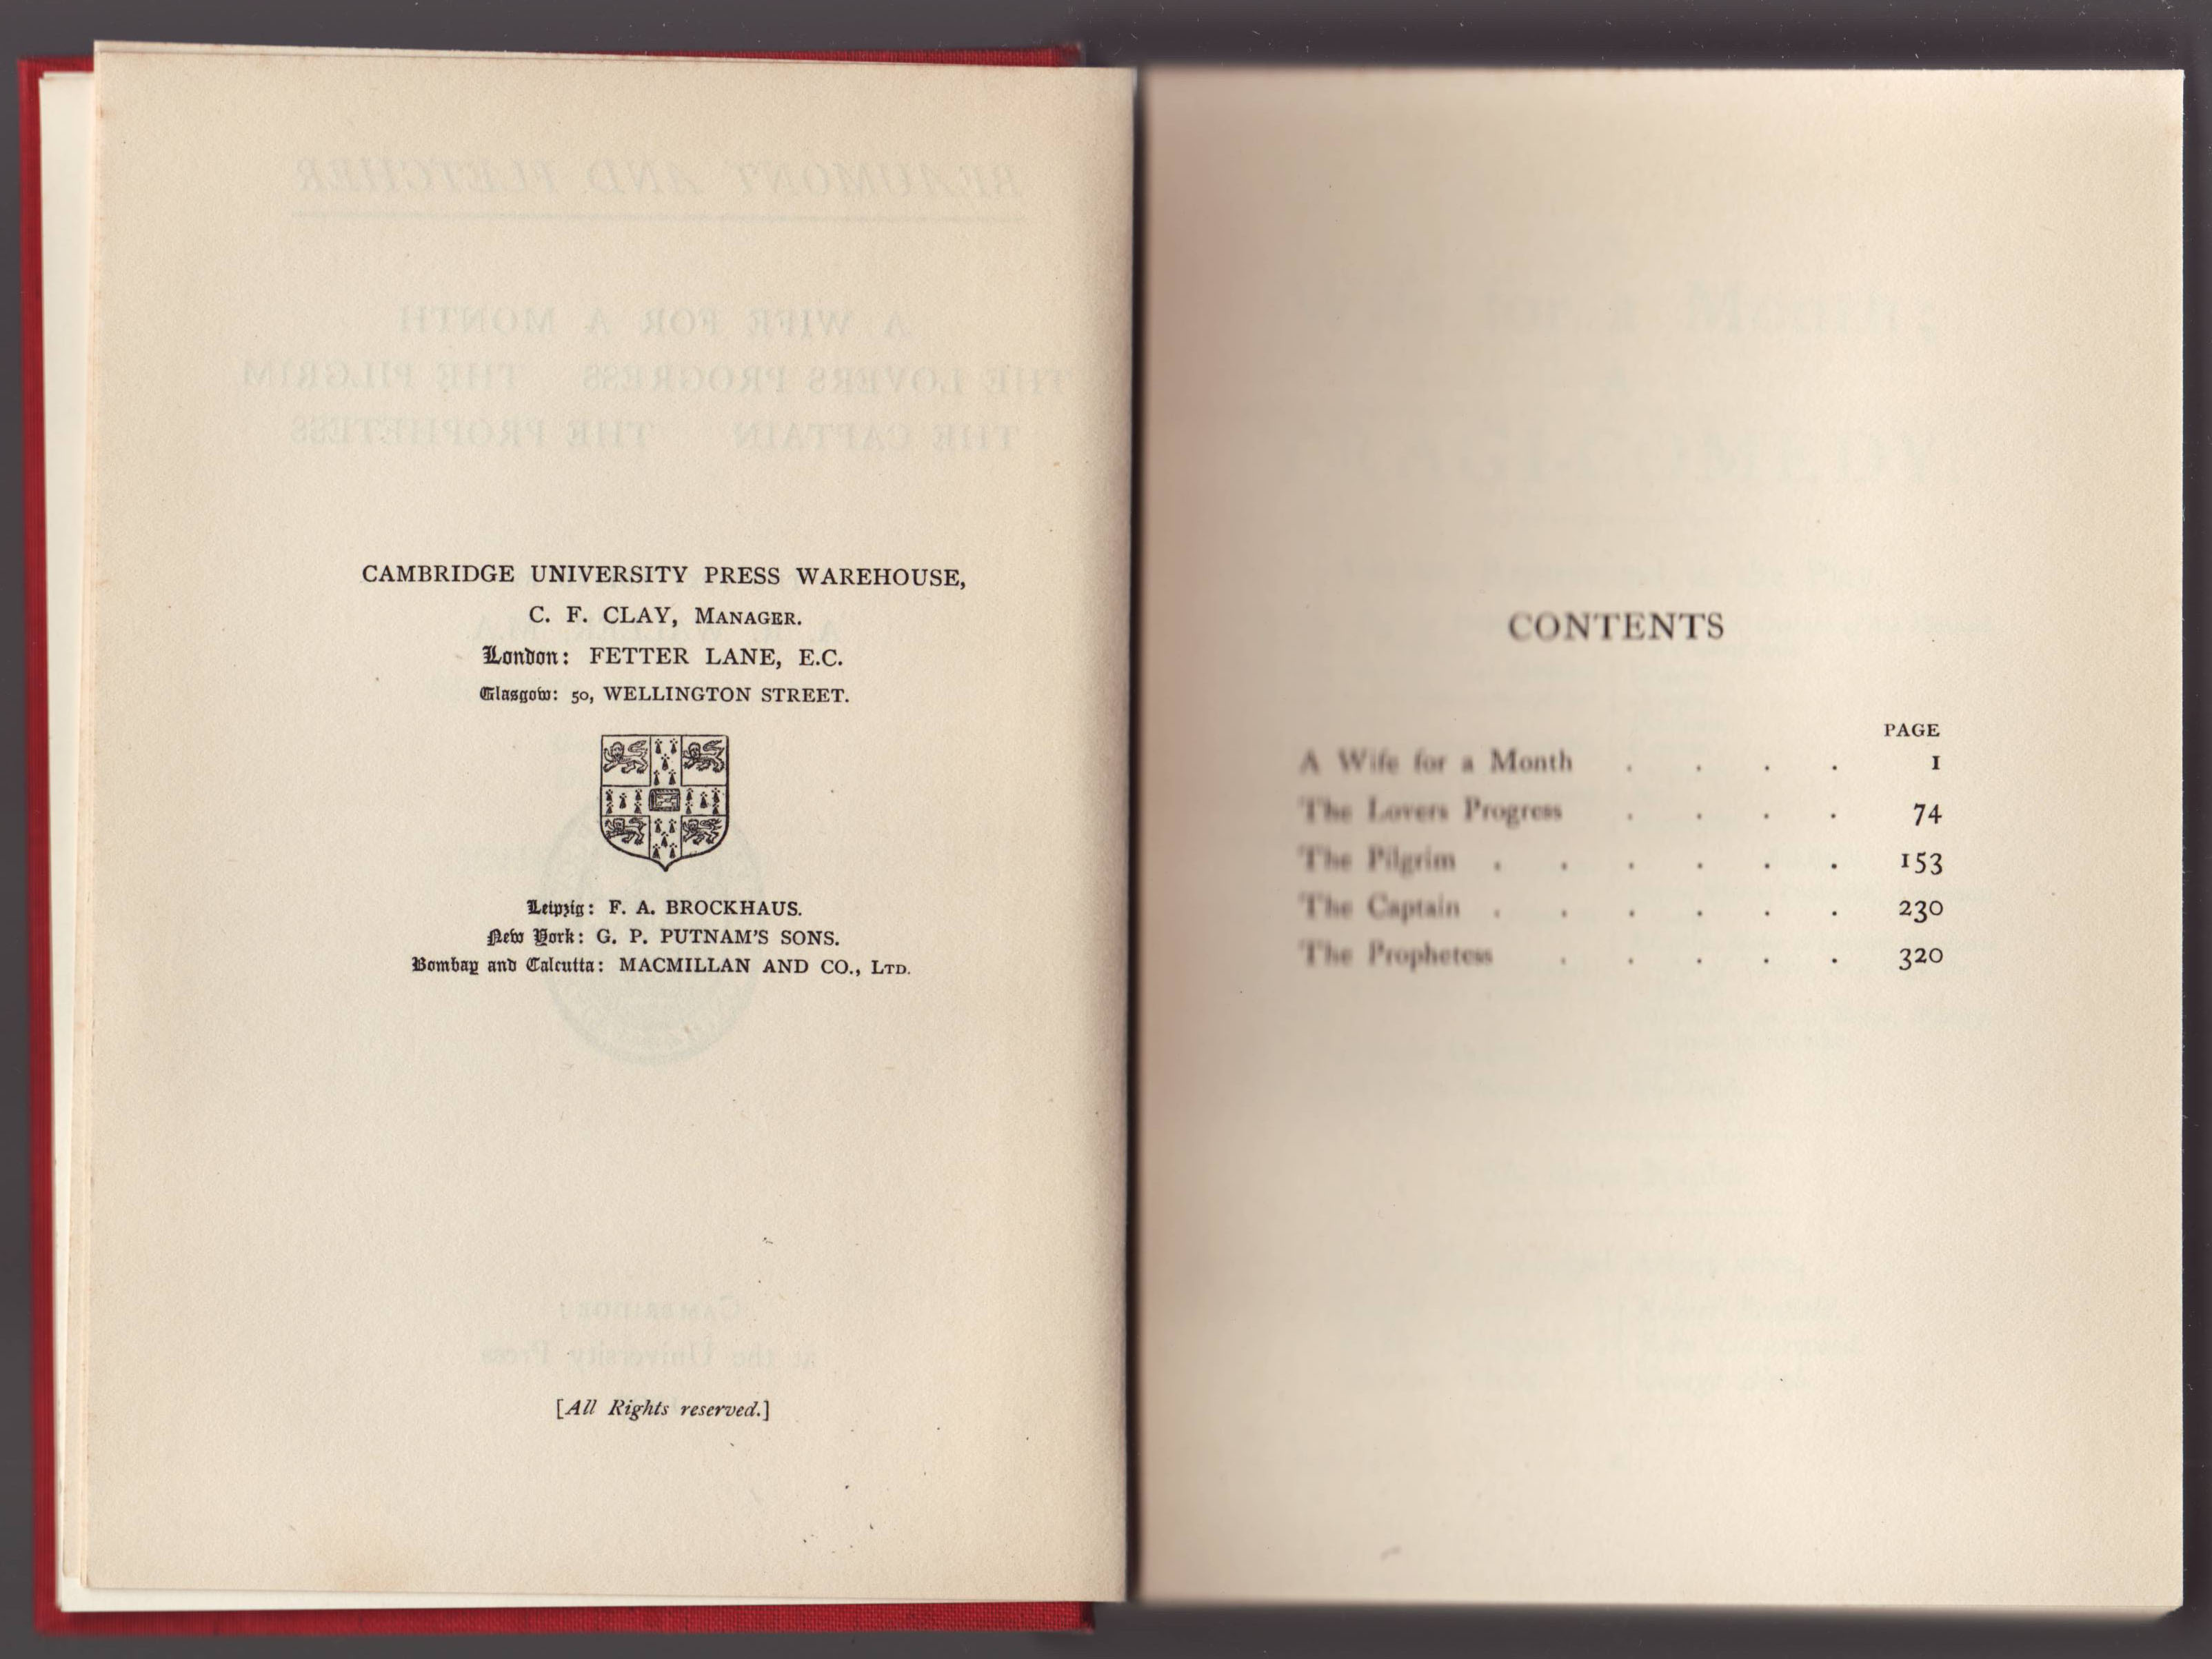 CAMBRIDGE UNIVERSITY PRESS WAREHOUSE,
C. F. CLAY, MANAGER.
London: FETTER LANE, E.C.
Glasgow: 50, WELLINGTON STREET.
Leipzig: F. A. BROCKHAUS.
New York: G. P. PUTNAM'S SONS.
Bombay and Calcutta: MACMILLAN AND CO., LTD.
[All Rights reserved.]
CONTENTS
PAGE
A Wife for a Month . . . . 1
The Lovers Progress . . . . 74
The Pilgrim . . . . . . 153
The Captain . . . . . . 230
The Prophetess . . . . . 320